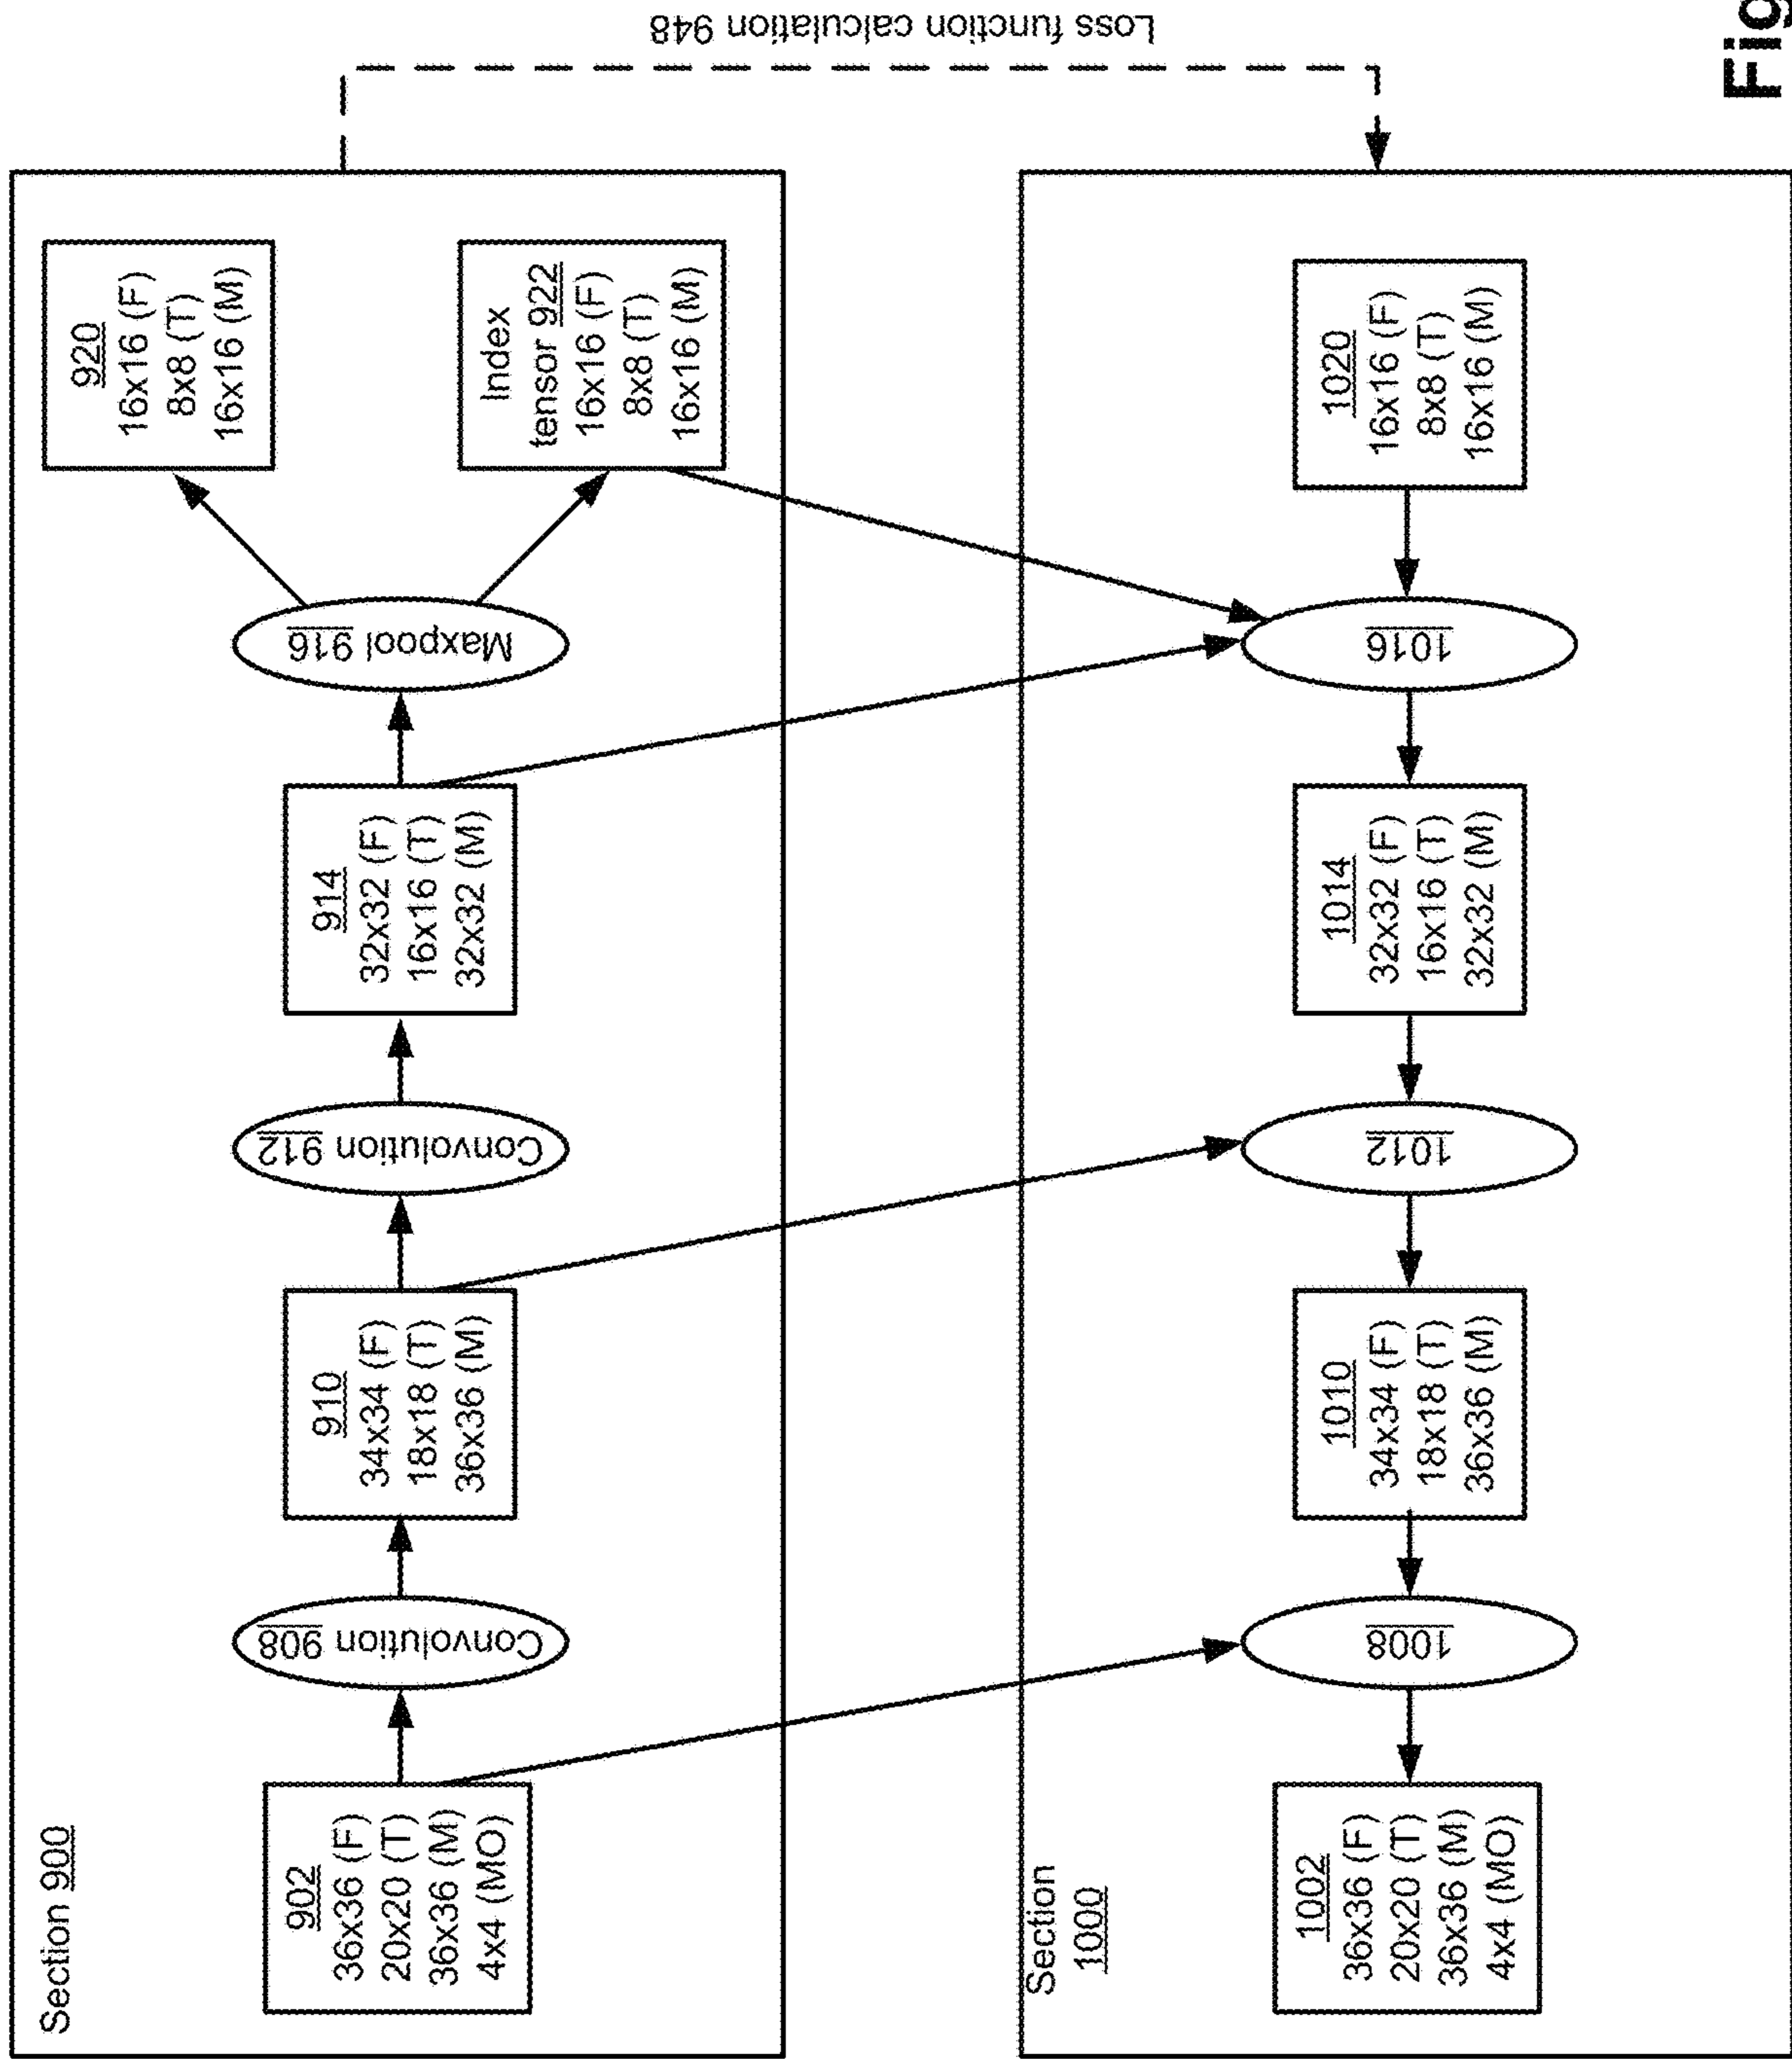 Section 900
902
36x36 (F)
20x20 (T)
36x36 (M)
4x4 (MO)
Convolution 908
910
34x34 (F)
18x18 (T)
36x36 (M)
Convolution 912
914
32x32 (F)
16x16 (T)
32x32 (M)
Maxpool 916
920
16x16 (F)
8x8 (T)
16x16 (M)
Index
tensor 922
16x16 (F)
8x8 (T)
16x16 (M)
Loss function calculation 948
Section
1000
1002
36x36 (F)
20x20 (T)
36x36 (M)
4x4 (MO)
1008
1010
34x34 (F)
18x18 (T)
36x36 (M)
1012
1014
32x32 (F)
16x16 (T)
32x32 (M)
1016
1020
16x16 (F)
8x8 (T)
16x16 (M)
Fig